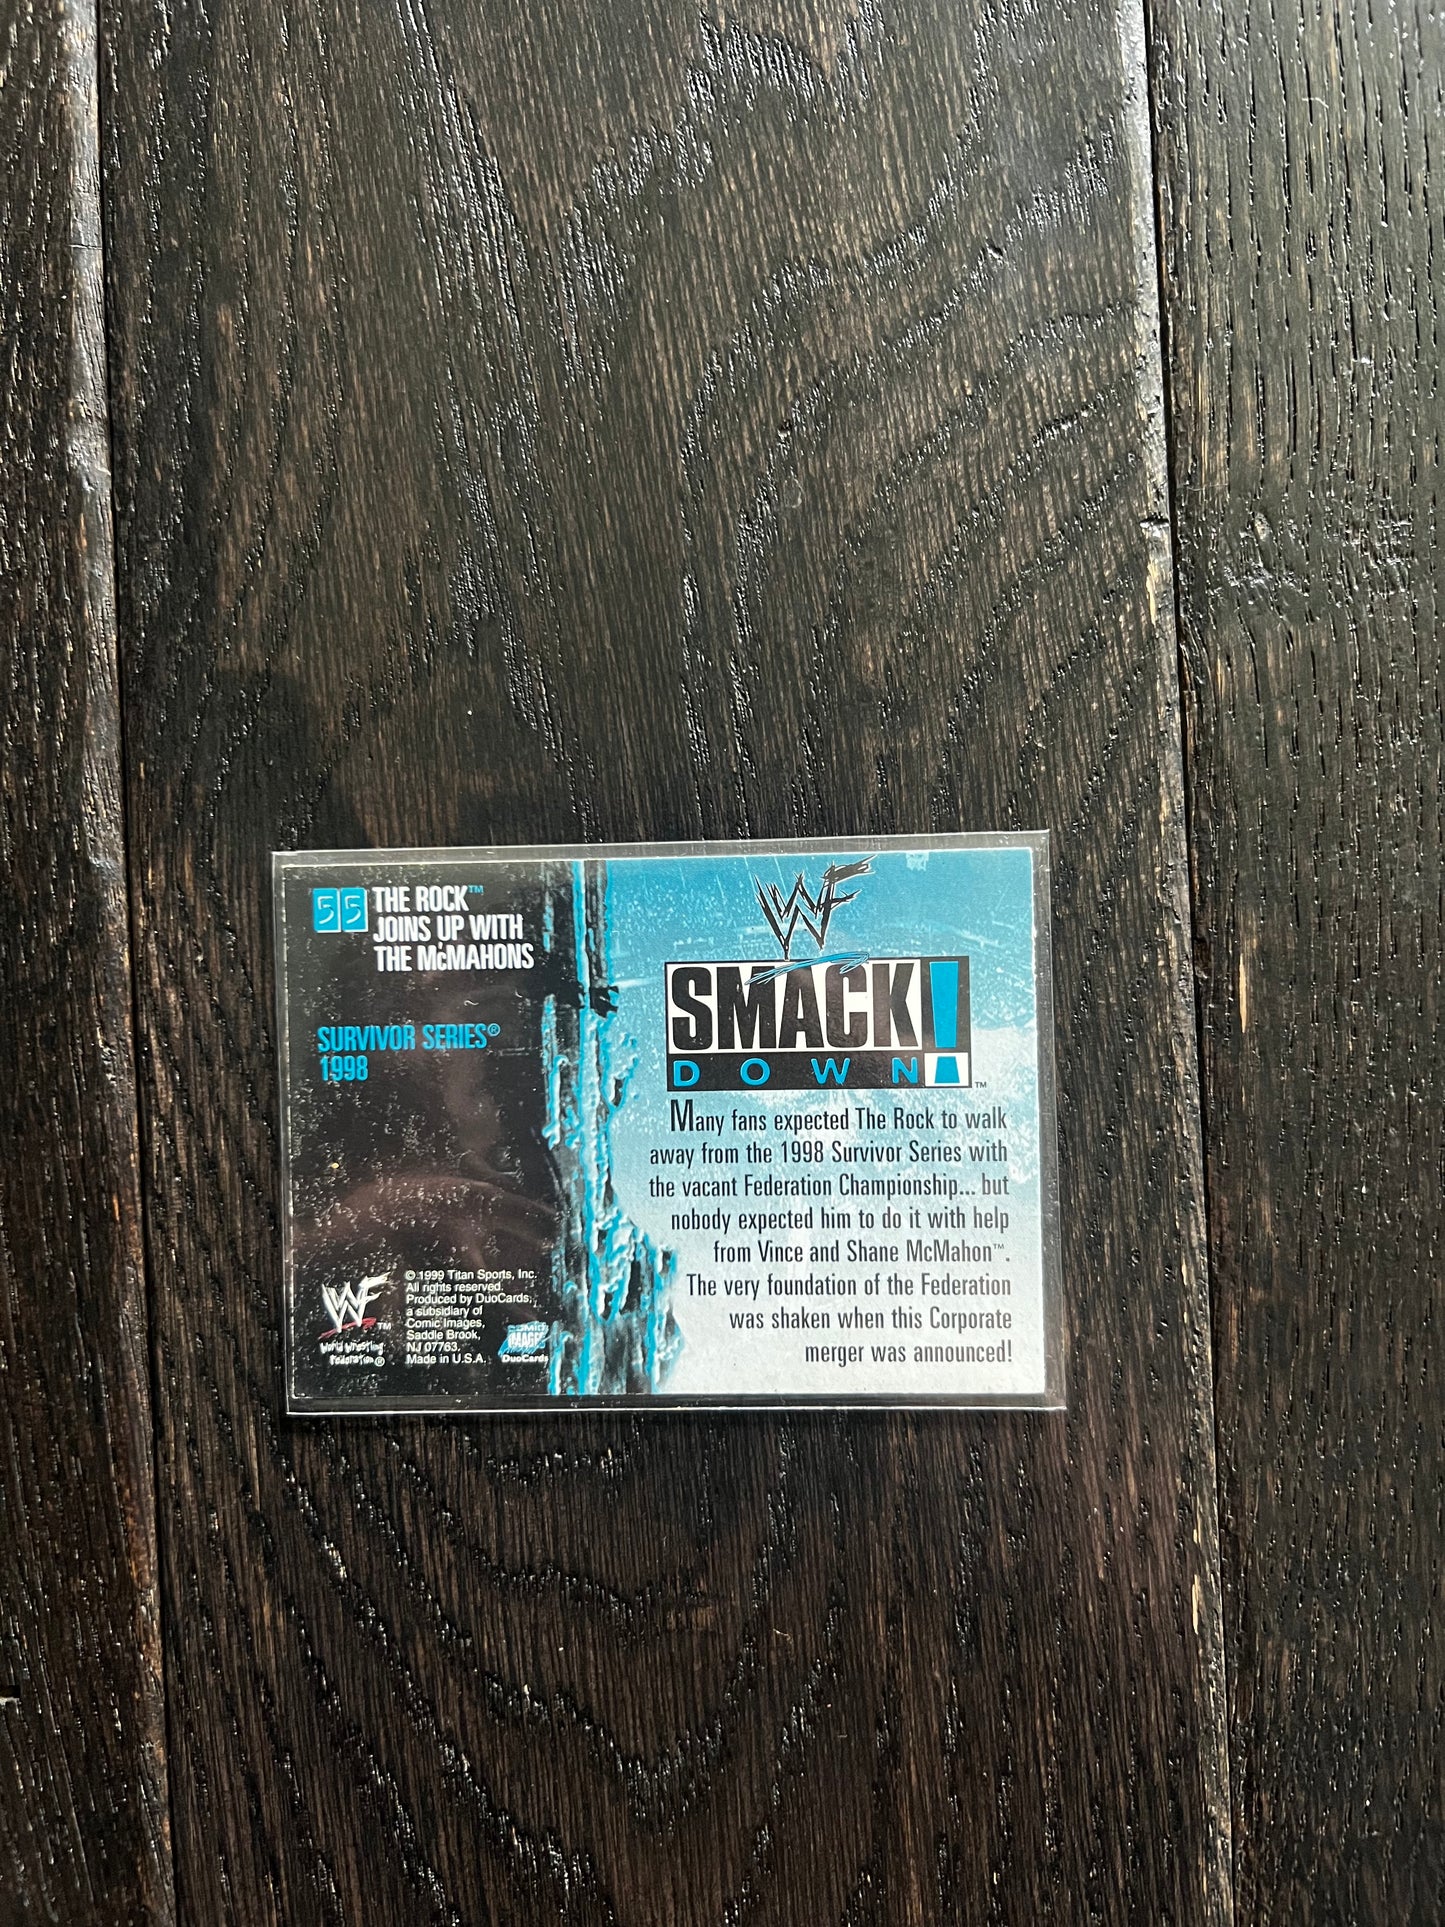 55 THE ROCK™
JOINS UP WITH
THE McMAHONS
SURVIVOR SERIES®
1998
WF
World Wrestling
Federation®
™
© 1999 Titan Sports, Inc.
All rights reserved.
Produced by DuoCards,
a subsidiary of
Comic Images,
Saddle Brook,
NJ 07763.
Made in U.S.A.
COMIC
IMAGES
DuoCards
WF
SMACK!
DOWN!™
Many fans expected The Rock to walk
away from the 1998 Survivor Series with
the vacant Federation Championship... but
nobody expected him to do it with help
from Vince and Shane McMahon™.
The very foundation of the Federation
was shaken when this Corporate
merger was announced!